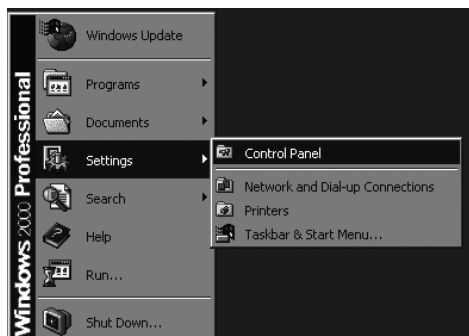 Windows 2000 Professional
Windows Update
Programs
Documents
Settings
Search
Help
Run...
Shut Down...
Control Panel
Network and Dial-up Connections
Printers
Taskbar & Start Menu...